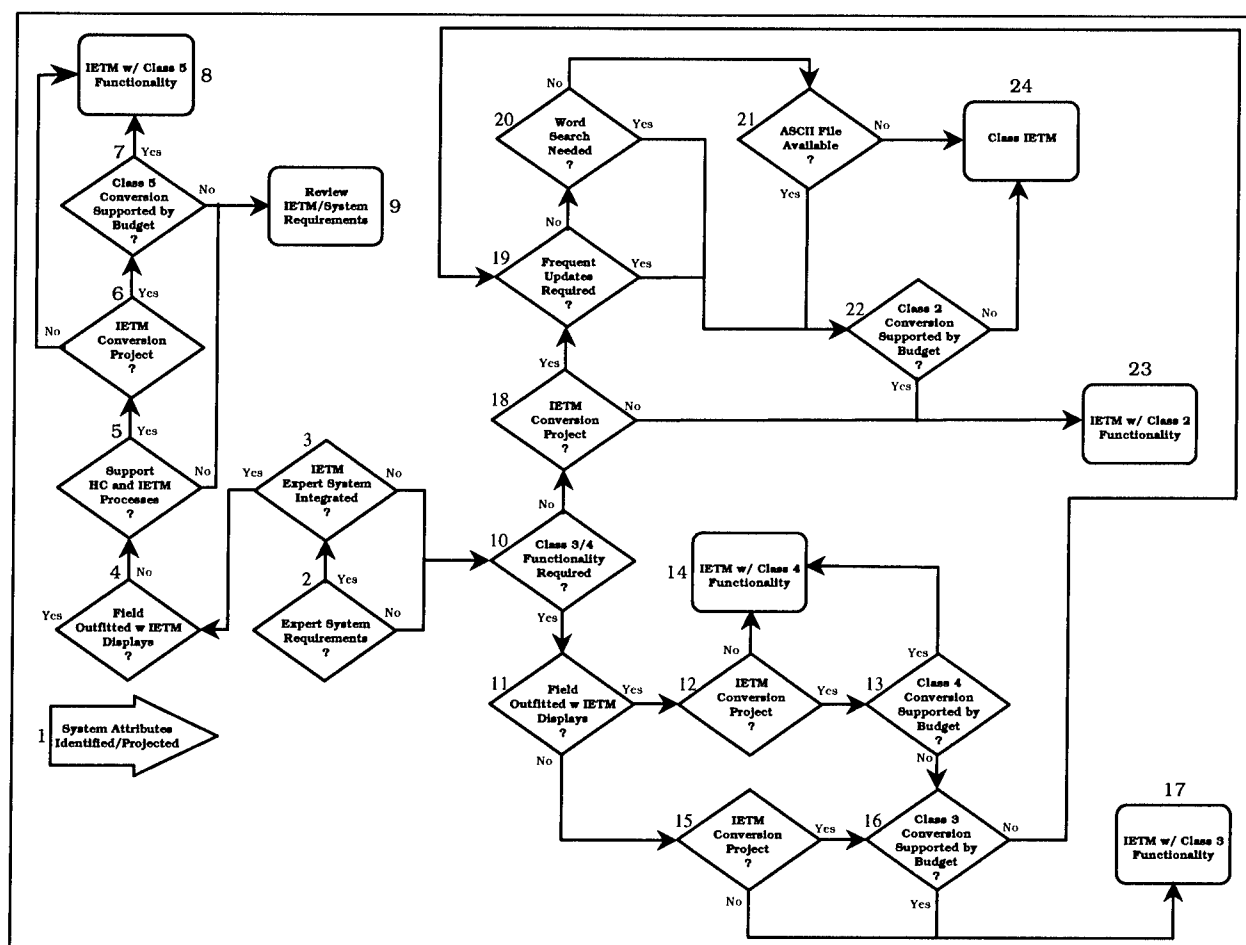 8
IETM w/ Class 5
Functionality
7
Yes
Class 5
Conversion
Supported by
Budget
?
No
Review
IETM/System
Requirements
9
6
Yes
IETM
Conversion
Project
?
No
5
Yes
Support
HC and IETM
Processes
?
No
4
No
Field
Outfitted w IETM
Displays
?
Yes
3
IETM
Expert System
Integrated
?
Yes
No
2
Yes
Expert System
Requirements
?
No
1
System Attributes
Identified/Projected
10
No
Class 3/4
Functionality
Required
?
Yes
11
Field
Outfitted w IETM
Displays
?
Yes
No
12
No
IETM
Conversion
Project
?
Yes
13
Yes
Class 4
Conversion
Supported by
Budget
?
No
14
IETM w/ Class 4
Functionality
15
IETM
Conversion
Project
?
Yes
No
16
Class 3
Conversion
Supported by
Budget
?
No
Yes
17
IETM w/ Class 3
Functionality
18
Yes
IETM
Conversion
Project
?
No
19
No
Frequent
Updates
Required
?
Yes
20
No
Word
Search
Needed
?
Yes
21
ASCII File
Available
?
No
Yes
22
Class 2
Conversion
Supported by
Budget
?
No
Yes
23
IETM w/ Class 2
Functionality
24
Class IETM